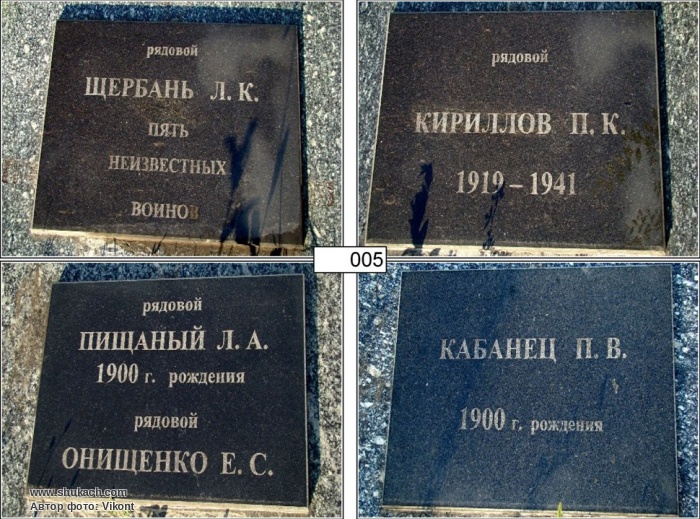 рядовой
ЩЕРБАНЬ Л. К.
ПЯТЬ
НЕИЗВЕСТНЫХ
ВОИНОВ
рядовой
КИРИЛЛОВ П. К.
1919 – 1941
005
рядовой
ПИЩАНЫЙ Л. А.
1900 г. рождения
рядовой
ОНИЩЕНКО Е. С.
КАБАНЕЦ П. В.
1900 г. рождения
www.shukach.com
Автор фото: Vikont